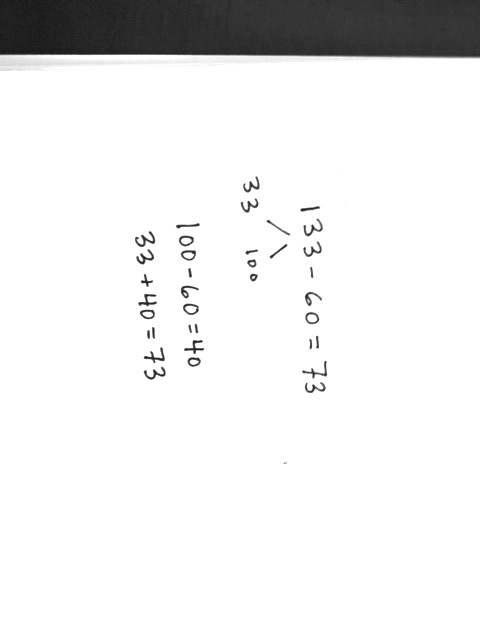 133 - 60 = 73
33 100
100 - 60 = 40
33 + 40 = 73